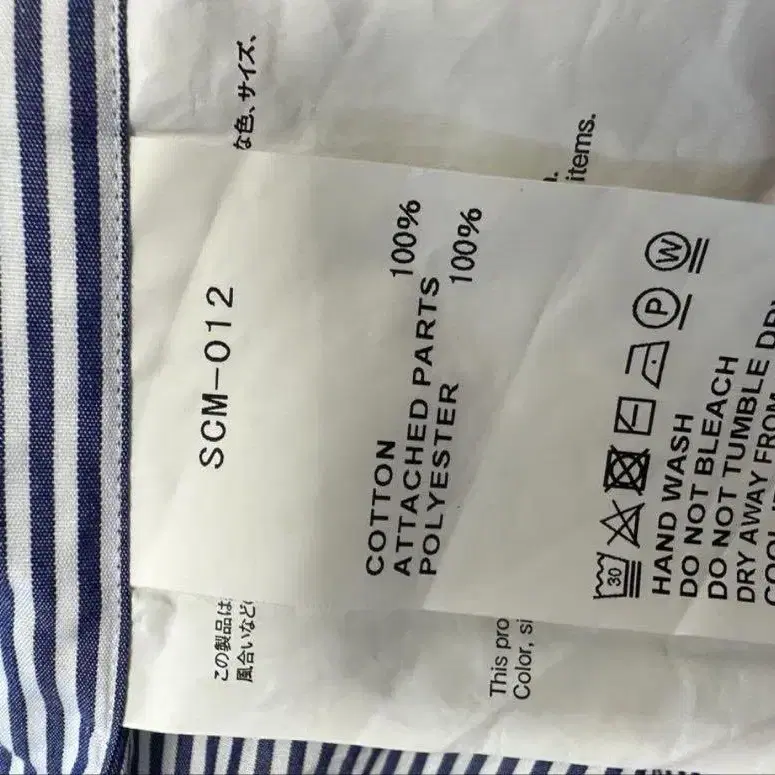 SCM-012
COTTON 100%
ATTACHED PARTS
POLYESTER 100%
30
P
W
HAND WASH
DO NOT BLEACH
DO NOT TUMBLE DRY
DRY AWAY FROM
COOL
な色、サイズ、
この製品は
風合いなど
items.
This pro
Color, si